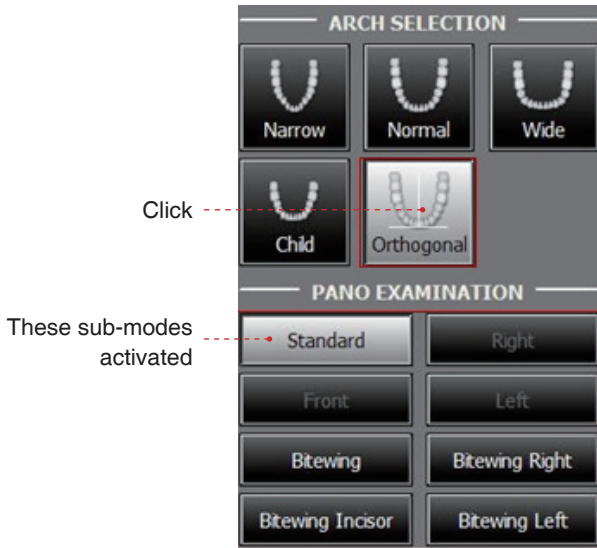 ARCH SELECTION
Narrow
Normal
Wide
Click
Child
Orthogonal
PANO EXAMINATION
These sub-modes
activated
Standard
Right
Front
Left
Bitewing
Bitewing Right
Bitewing Incisor
Bitewing Left